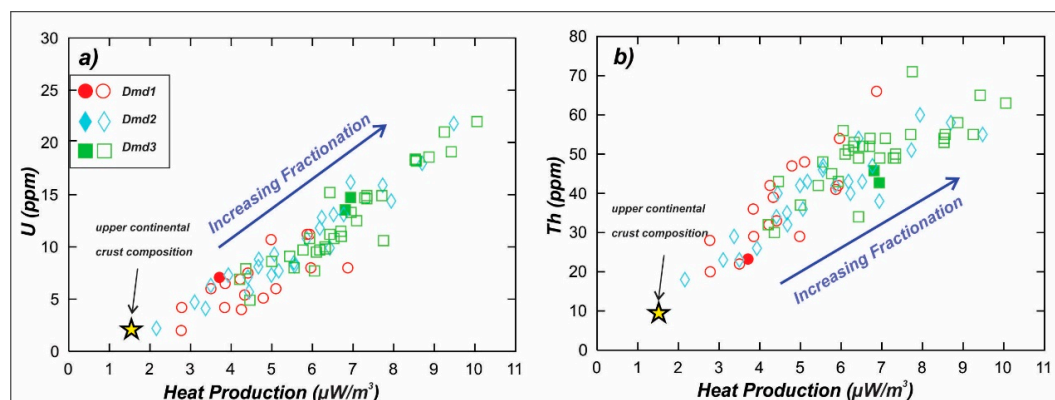 a)
U (ppm)
30
25
20
15
10
5
0
Dmd1
Dmd2
Dmd3
Increasing Fractionation
upper continental
crust composition
0 1 2 3 4 5 6 7 8 9 10 11
Heat Production (µW/m³)
b)
Th (ppm)
80
70
60
50
40
30
20
10
0
upper continental
crust composition
Increasing Fractionation
0 1 2 3 4 5 6 7 8 9 10 11
Heat Production (µW/m³)